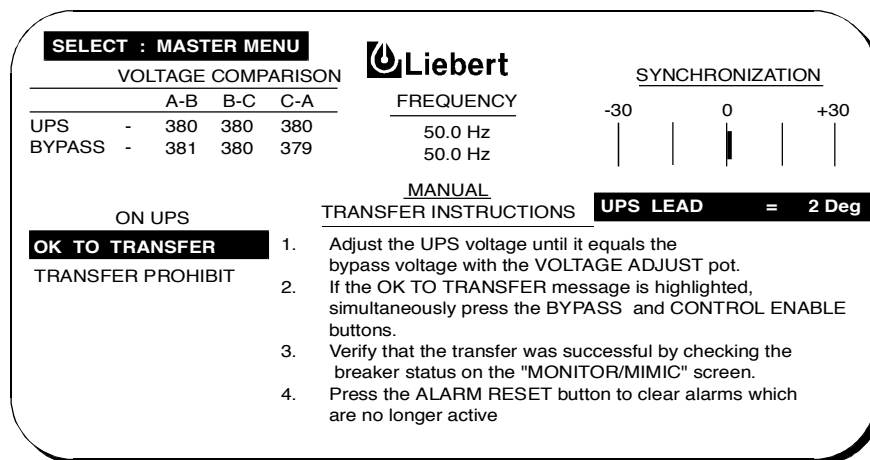 SELECT : MASTER MENU
Liebert
VOLTAGE COMPARISON
A-B B-C C-A
UPS - 380 380 380
BYPASS - 381 380 379
FREQUENCY
50.0 Hz
50.0 Hz
SYNCHRONIZATION
-30 0 +30
UPS LEAD = 2 Deg
ON UPS
OK TO TRANSFER
TRANSFER PROHIBIT
MANUAL
TRANSFER INSTRUCTIONS
1. Adjust the UPS voltage until it equals the
bypass voltage with the VOLTAGE ADJUST pot.
2. If the OK TO TRANSFER message is highlighted,
simultaneously press the BYPASS and CONTROL ENABLE
buttons.
3. Verify that the transfer was successful by checking the
breaker status on the "MONITOR/MIMIC" screen.
4. Press the ALARM RESET button to clear alarms which
are no longer active